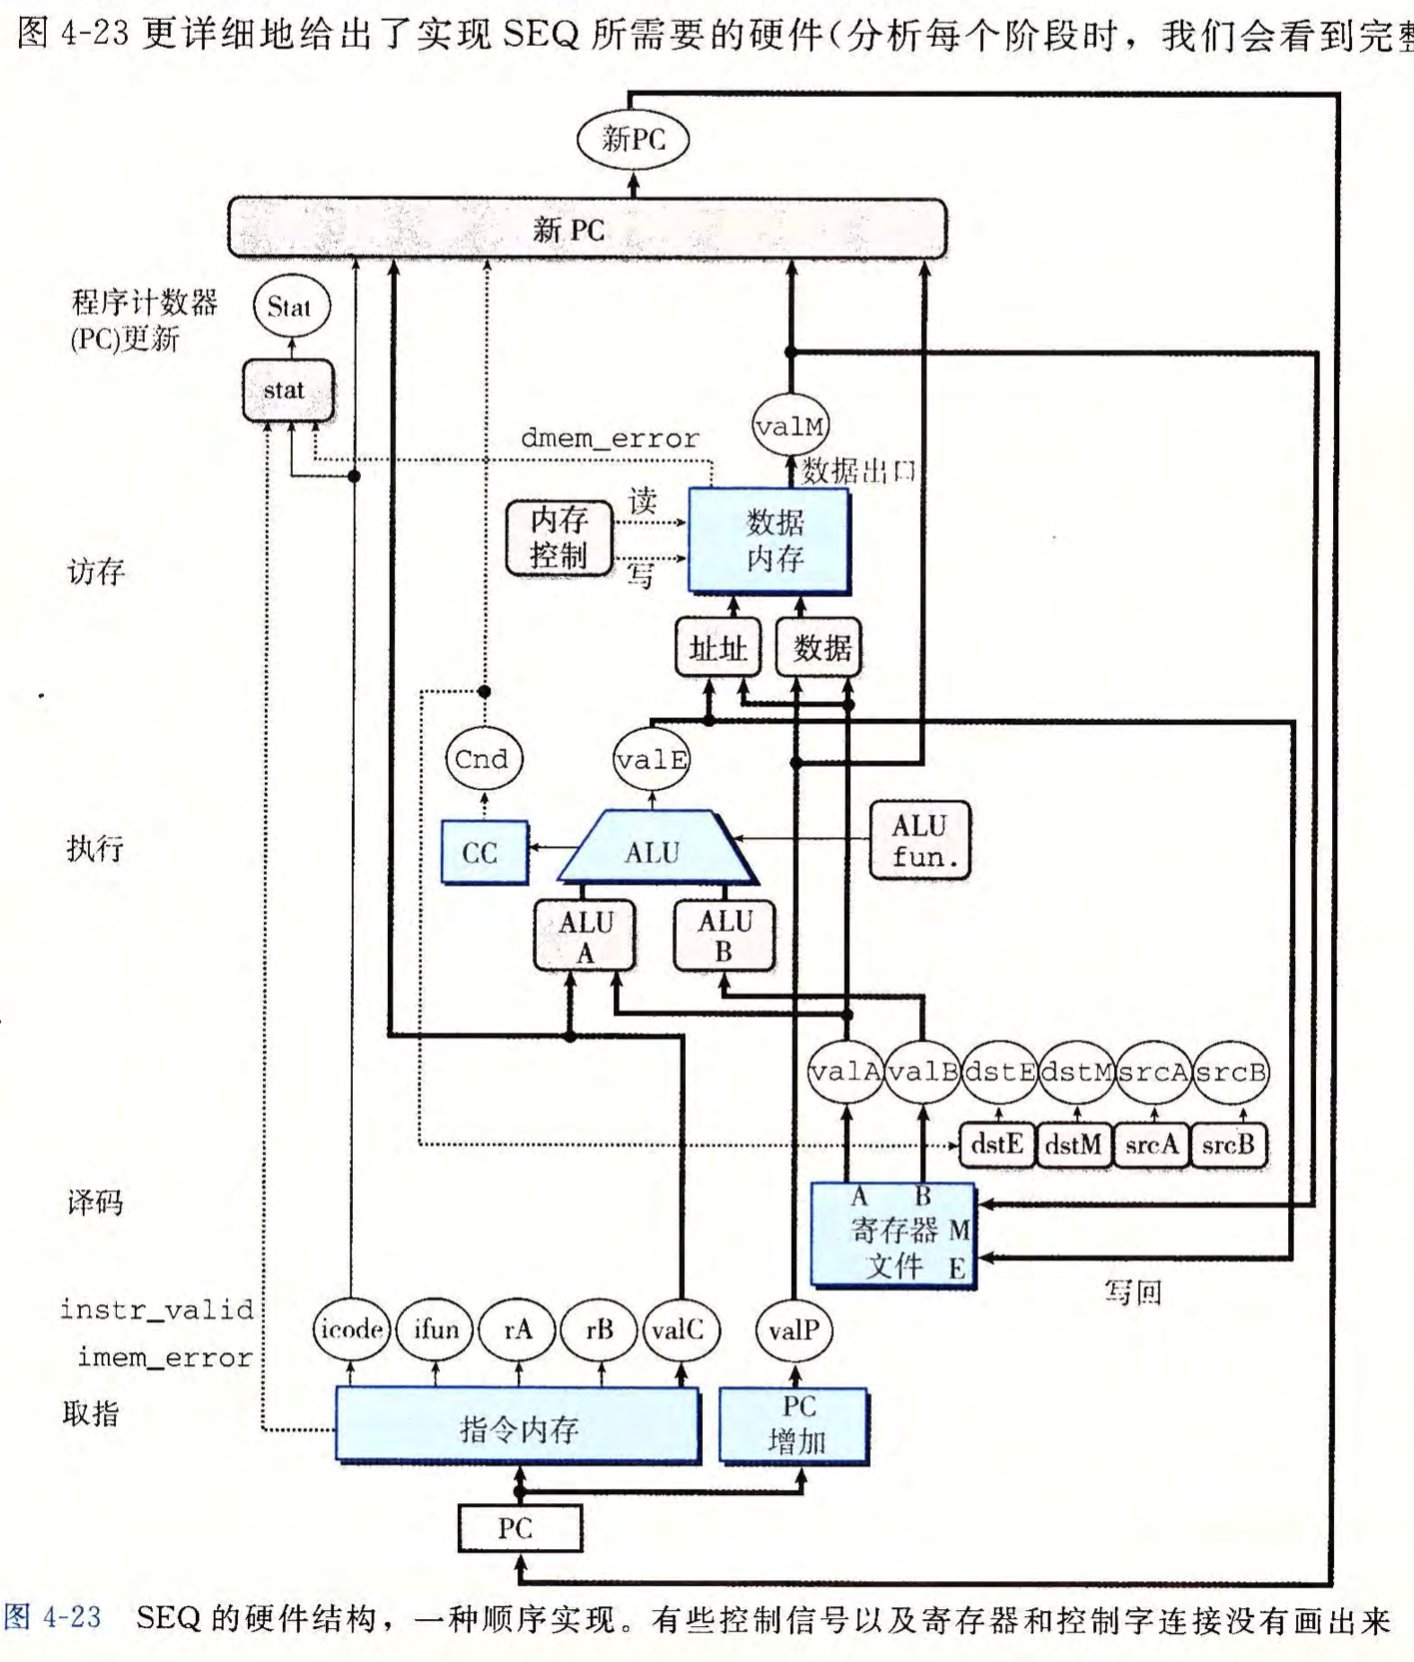 图 4-23 更详细地给出了实现 SEQ 所需要的硬件(分析每个阶段时，我们会看到完整
新PC
新 PC
程序计数器
(PC)更新
Stat
stat
valM
dmem_error
数据出口
读
内存
控制
写
数据
内存
访存
址址
数据
Cnd
valE
执行
CC
ALU
ALU
fun.
ALU
A
ALU
B
valA
valB
dstE
dstM
srcA
srcB
dstE
dstM
srcA
srcB
译码
A
B
寄存器
M
文件
E
写回
instr_valid
imem_error
icode
ifun
rA
rB
valC
valP
取指
指令内存
PC
增加
PC
图 4-23 SEQ 的硬件结构，一种顺序实现。有些控制信号以及寄存器和控制字连接没有画出来